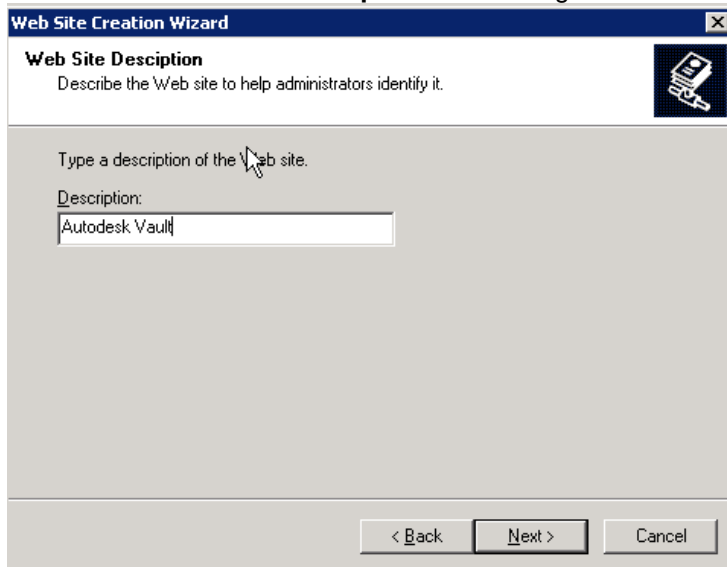 Web Site Creation Wizard
Web Site Desciption
Describe the Web site to help administrators identify it.
Type a description of the Web site.
Description:
Autodesk Vault
< Back Next > Cancel